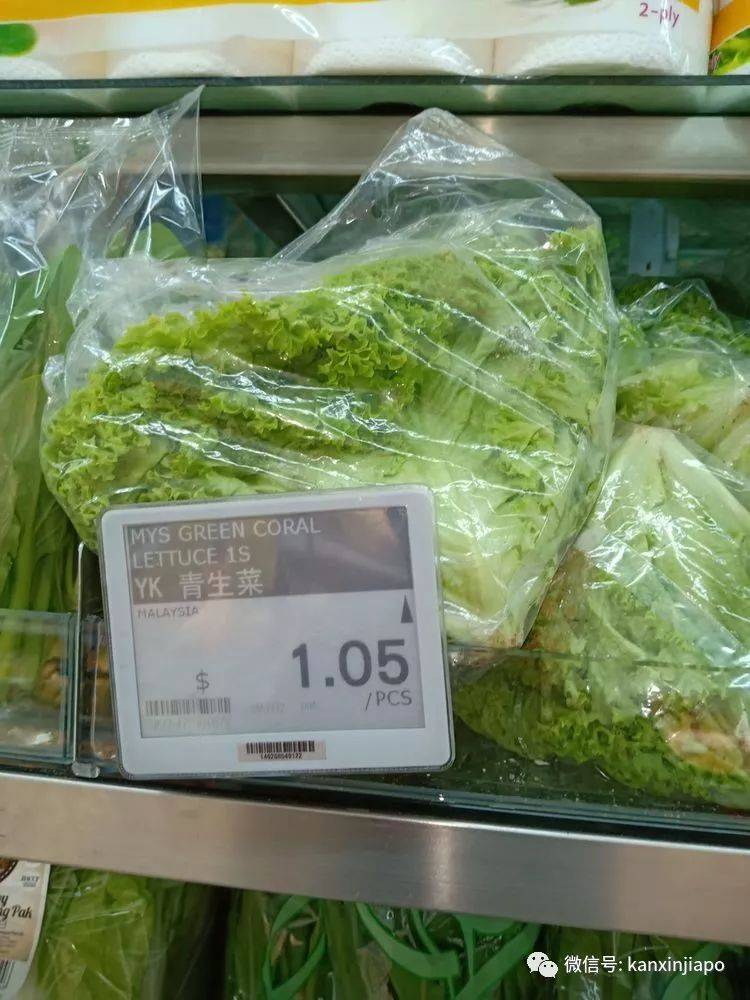 2-ply
MYS GREEN CORAL
LETTUCE 1S
YK 青生菜
MALAYSIA
$ 1.05
/PCS
微信号: kanxinjiapo